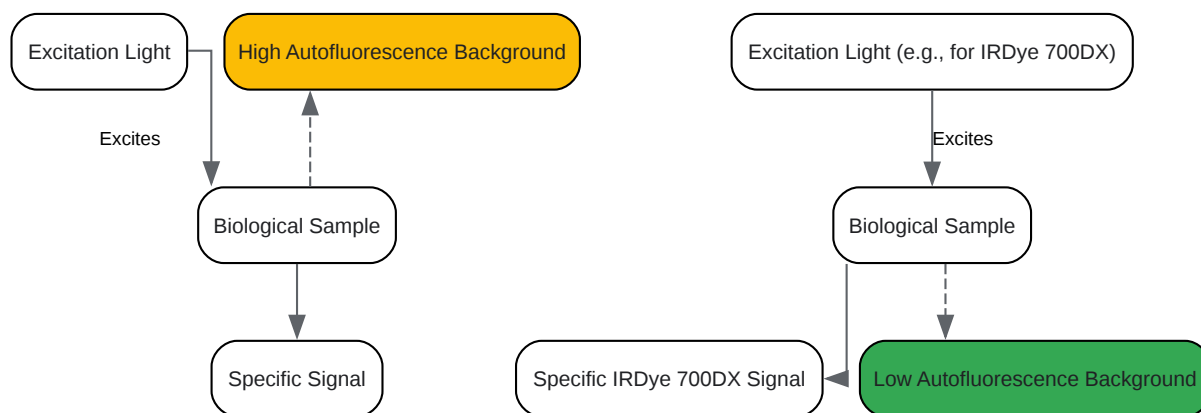 Excitation Light
High Autofluorescence Background
Excites
Biological Sample
Specific Signal
Excitation Light (e.g., for IRDye 700DX)
Excites
Biological Sample
Specific IRDye 700DX Signal
Low Autofluorescence Background